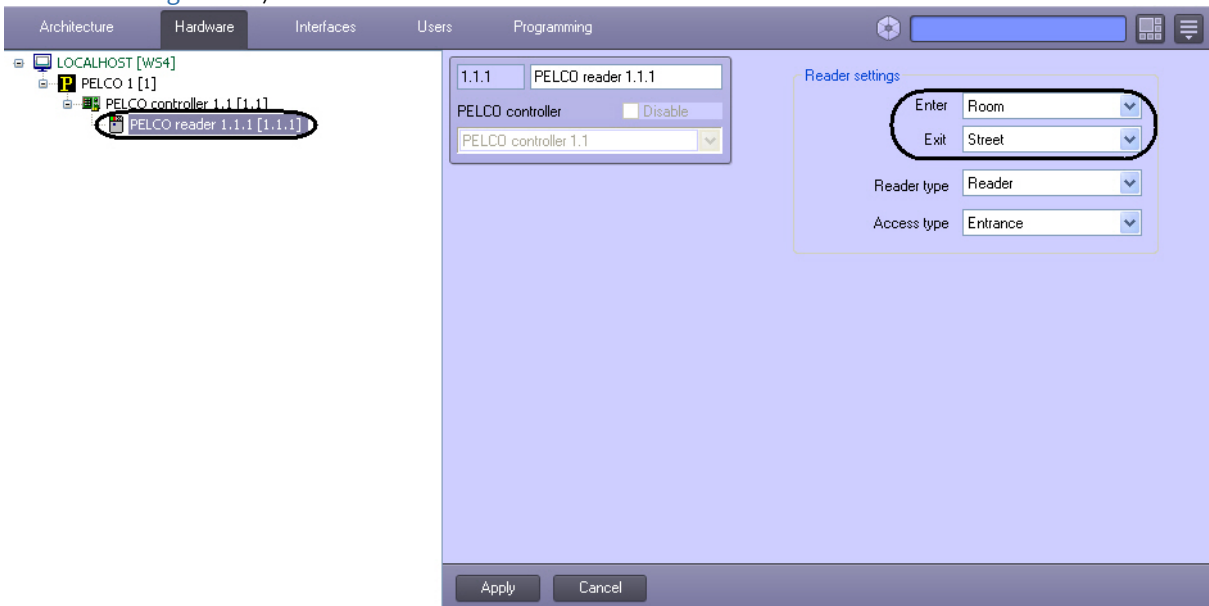 Architecture Hardware Interfaces Users Programming
LOCALHOST [WS4]
P PELCO 1 [1]
PELCO controller 1.1 [1.1]
PELCO reader 1.1.1 [1.1.1]
1.1.1 PELCO reader 1.1.1
PELCO controller Disable
PELCO controller 1.1
Reader settings
Enter Room
Exit Street
Reader type Reader
Access type Entrance
Apply Cancel